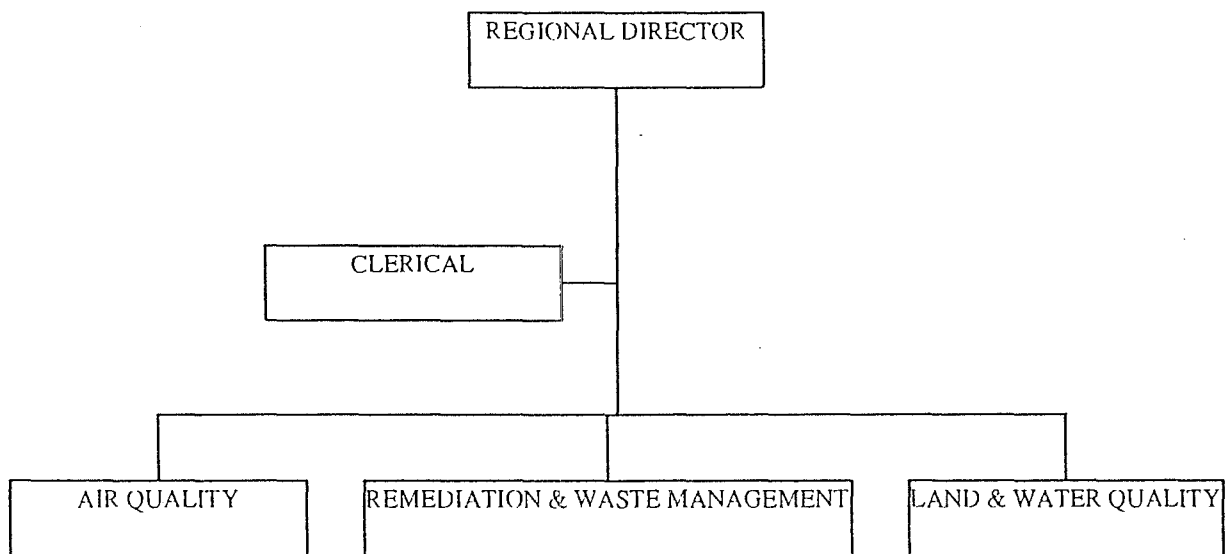 REGIONAL DIRECTOR
CLERICAL
AIR QUALITY
REMEDIATION & WASTE MANAGEMENT
LAND & WATER QUALITY